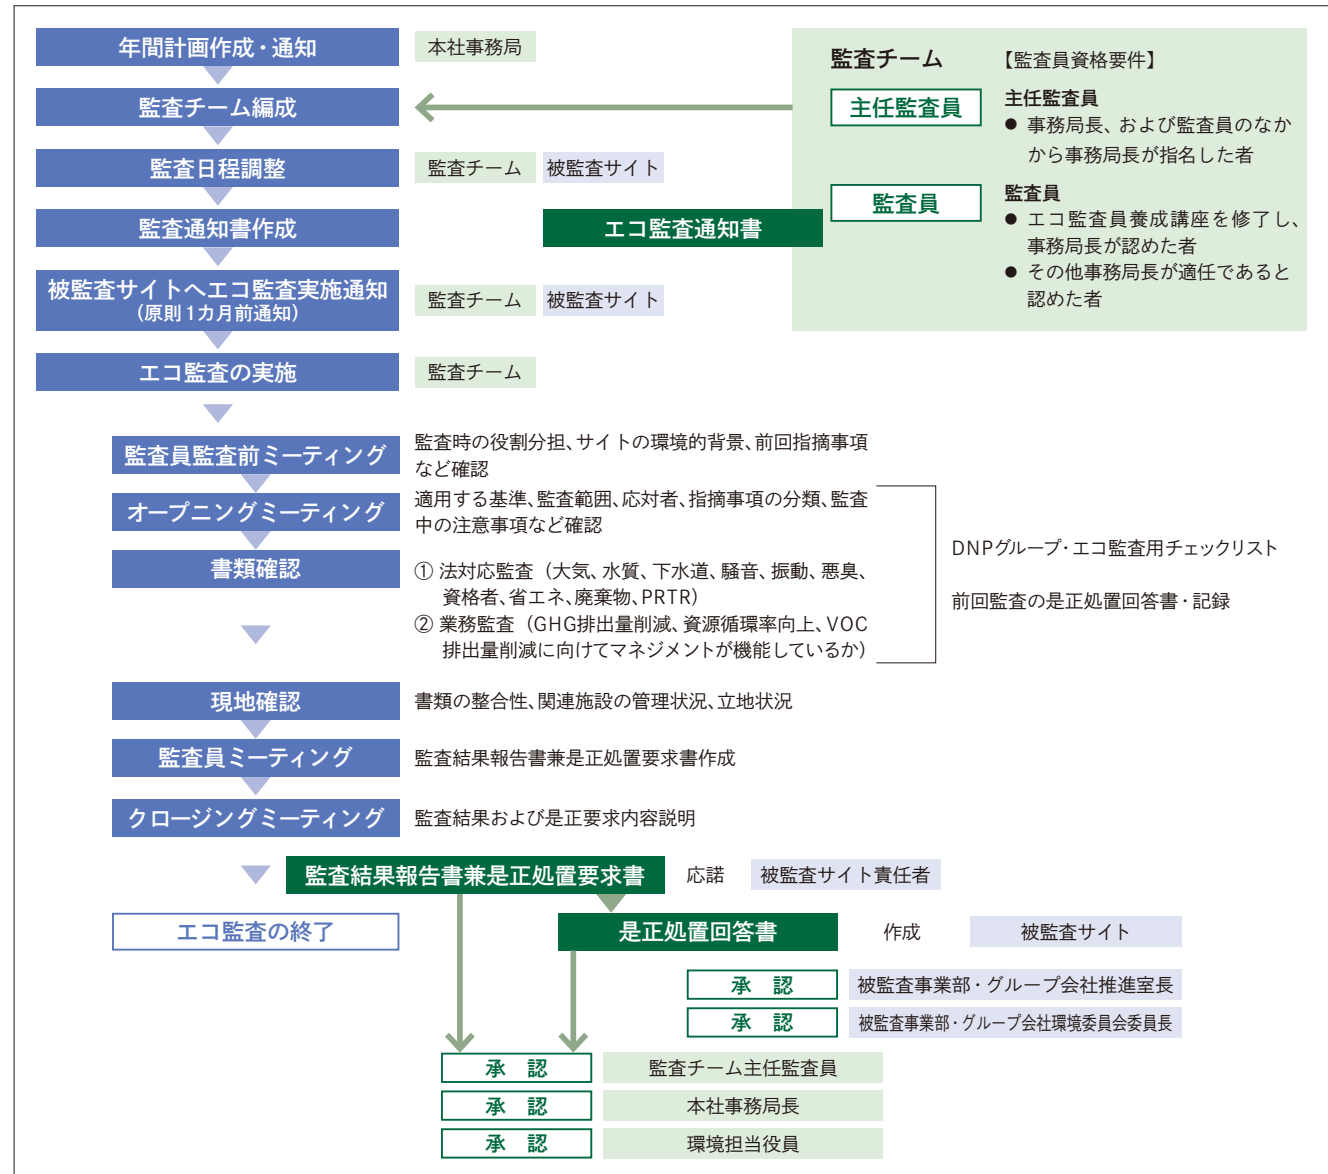 年間計画作成・通知
本社事務局
監査チーム編成
監査日程調整
監査チーム
被監査サイト
監査通知書作成
エコ監査通知書
被監査サイトへエコ監査実施通知
(原則1カ月前通知)
監査チーム
被監査サイト
エコ監査の実施
監査チーム
監査チーム
【監査員資格要件】
主任監査員
主任監査員
● 事務局長、および監査員のなか
から事務局長が指名した者
監査員
監査員
● エコ監査員養成講座を修了し、
事務局長が認めた者
● その他事務局長が適任であると
認めた者
監査員監査前ミーティング
監査時の役割分担、サイトの環境的背景、前回指摘事項
など確認
オープニングミーティング
適用する基準、監査範囲、応対者、指摘事項の分類、監査
中の注意事項など確認
書類確認
① 法対応監査（大気、水質、下水道、騒音、振動、悪臭、
資格者、省エネ、廃棄物、PRTR）
② 業務監査（GHG排出量削減、資源循環率向上、VOC
排出量削減に向けてマネジメントが機能しているか）
DNPグループ・エコ監査用チェックリスト
前回監査の是正処置回答書・記録
現地確認
書類の整合性、関連施設の管理状況、立地状況
監査員ミーティング
監査結果報告書兼是正処置要求書作成
クロージングミーティング
監査結果および是正要求内容説明
監査結果報告書兼是正処置要求書
応諾
被監査サイト責任者
エコ監査の終了
是正処置回答書
作成
被監査サイト
承 認
被監査事業部・グループ会社推進室長
承 認
被監査事業部・グループ会社環境委員会委員長
承 認
監査チーム主任監査員
承 認
本社事務局長
承 認
環境担当役員